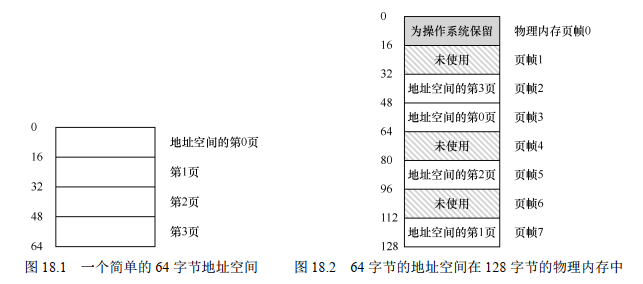 0
16
32
48
64
地址空间的第0页
第1页
第2页
第3页
图 18.1 一个简单的 64 字节地址空间
0
16
32
48
64
80
96
112
128
为操作系统保留 物理内存页帧0
未使用 页帧1
地址空间的第3页 页帧2
地址空间的第0页 页帧3
未使用 页帧4
地址空间的第2页 页帧5
未使用 页帧6
地址空间的第1页 页帧7
图 18.2 64 字节的地址空间在 128 字节的物理内存中